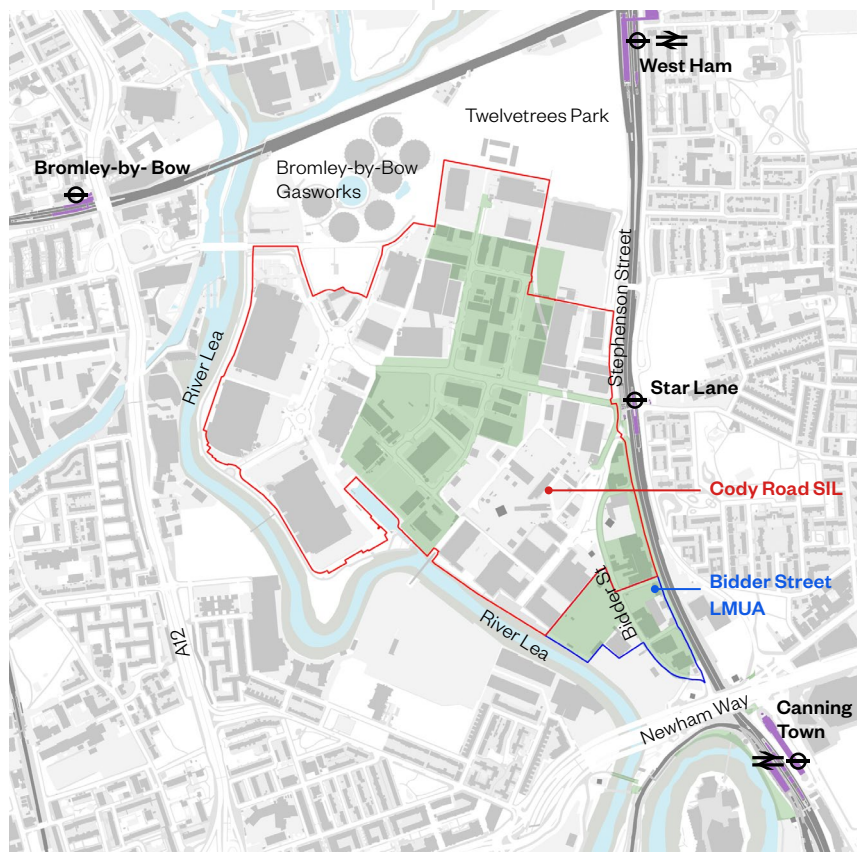 West Ham
Twelvetrees Park
Bromley-by- Bow
Bromley-by-Bow
Gasworks
Stephenson Street
River Lea
Star Lane
Cody Road SIL
Bidder Street
LMUA
Bidder St
River Lea
A12
Newham Way
Canning
Town